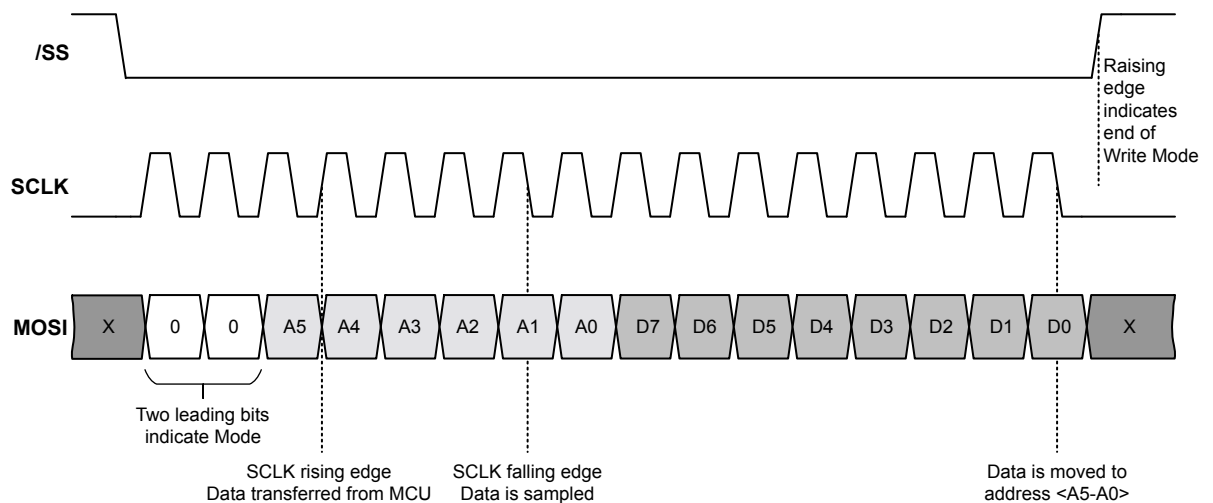 /SS
Raising
edge
indicates
end of
Write Mode
SCLK
MOSI
X 0 0 A5 A4 A3 A2 A1 A0 D7 D6 D5 D4 D3 D2 D1 D0 X
Two leading bits
indicate Mode
SCLK rising edge
Data transferred from MCU
SCLK falling edge
Data is sampled
Data is moved to
address <A5-A0>